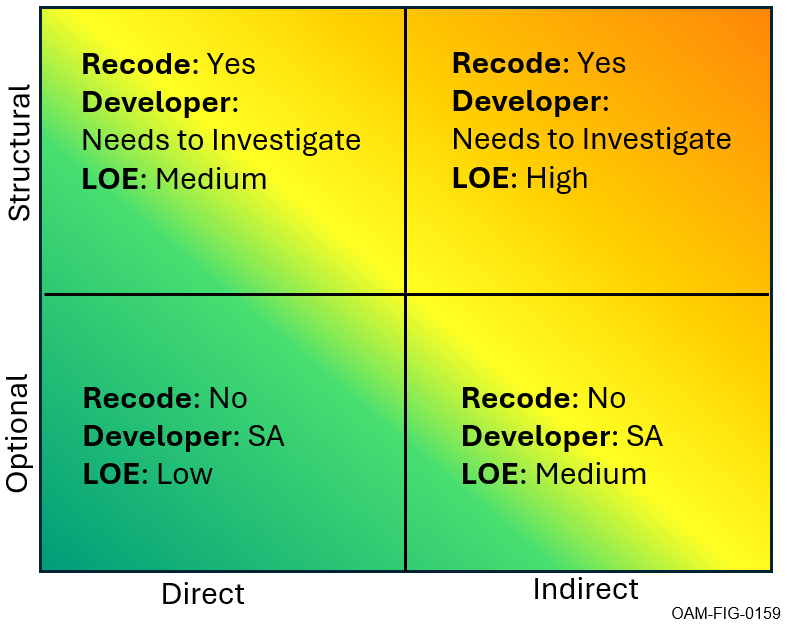 Structural
Recode: Yes
Developer:
Needs to Investigate
LOE: Medium
Recode: Yes
Developer:
Needs to Investigate
LOE: High
Optional
Recode: No
Developer: SA
LOE: Low
Recode: No
Developer: SA
LOE: Medium
Direct
Indirect
OAM-FIG-0159